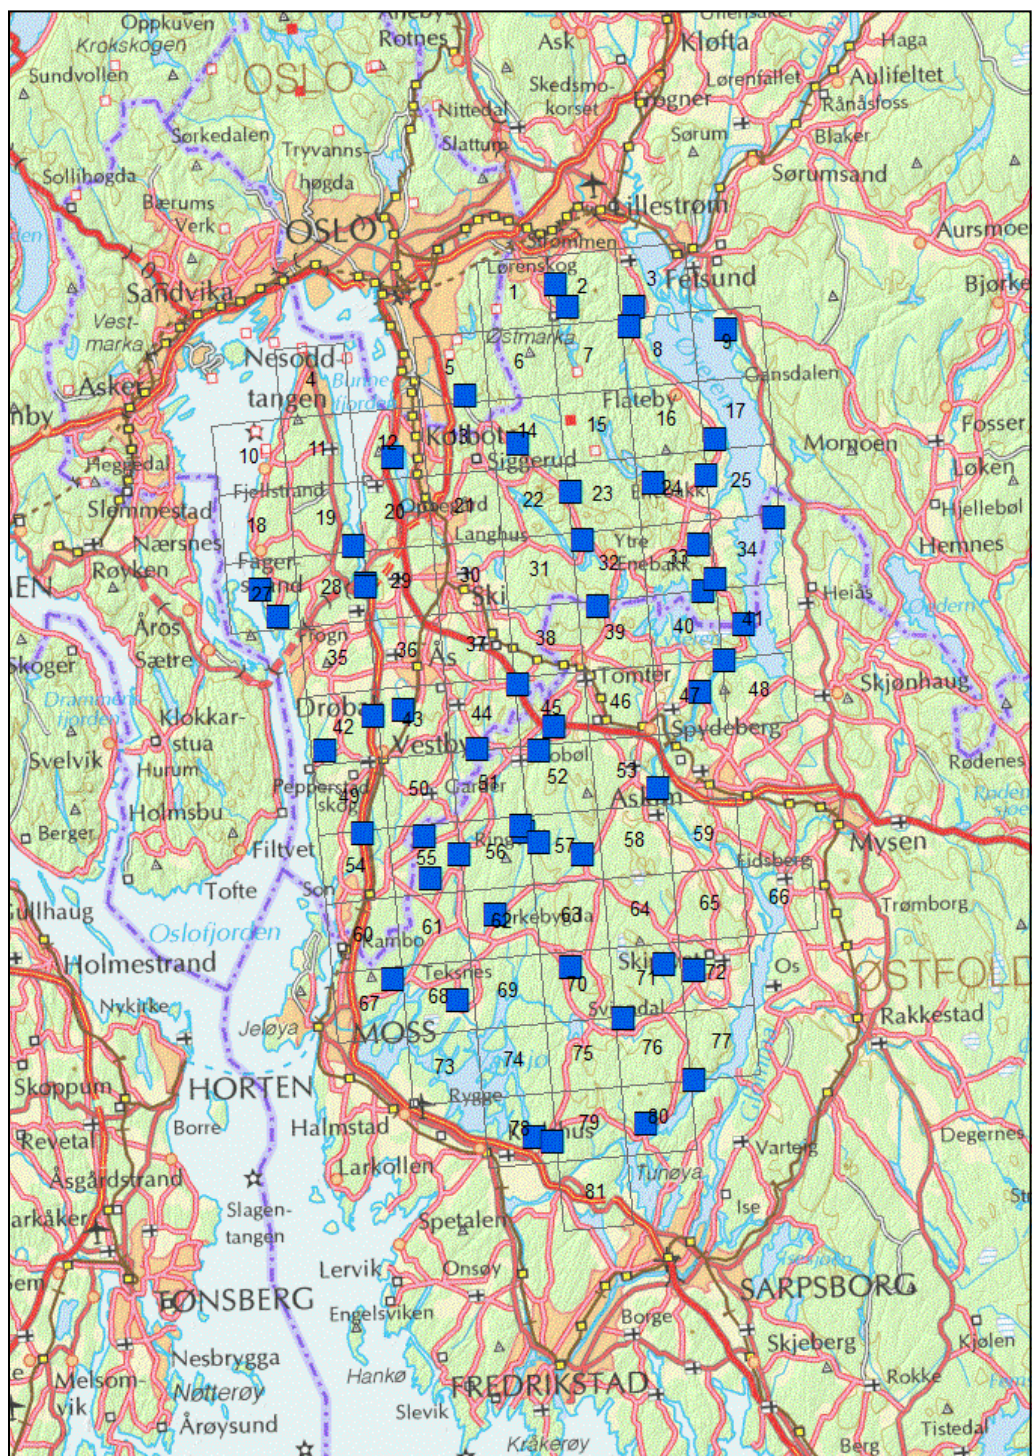 Oppkuven
Krokskogen
Rotnes
Ask
Kløfta
Haga
Sundvollen
OSLO
Skedsmo-
korset
Lørenfallet
Aulifeltet
Frogner
Rånåsfoss
Nittedal
Sørkedalen
Slattum
Sørum
Blaker
Tryvanns-
høgda
Sollihøgda
Sørumsand
Bærums
Verk
Lillestrøm
OSLO
Aursmoe
Strømmen
Lørenskog
Fetsund
Sandvika
Bjørke
1
2
3
Vest-
marka
Østmarka
9
Nesodd-
tangen
5
6
7
8
Øyeren
Asker
4
Bunne-
fjorden
Gansdalen
Flateby
17
Fosser
10
11
12
Kolbotn
13
14
15
16
Siggerud
Momoen
Heggedal
Løken
Fjellstrand
Slemmestad
18
19
20
Oppegård
21
22
23
24
25
Hjellebøl
Nærsnes
Langhus
Ytre
Enebakk
Hemnes
Røyken
27
28
29
30
31
32
33
34
Ski
Heiås
Åros
Frogn
35
36
37
38
39
40
41
Skoger
Sætre
Ås
Tomter
Skjønhaug
Drammens-
fjorden
Klokkar-
stua
42
43
44
45
46
47
48
Spydeberg
Svelvik
Hurum
Vestby
Rødenes
Pepperstad
skog
49
50
51
52
53
Holmsbu
Berger
Filtvet
54
55
56
57
58
59
Mysen
Eidsberg
Tofte
Son
Gullhaug
Oslofjorden
60
61
62
63
64
65
66
Trømborg
Holmestrand
Rambo
Teksnes
Os
ØSTFOLD
Nykirke
67
68
69
70
71
72
Jeløya
MOSS
Rakkestad
Skoppum
HORTEN
73
74
75
76
77
Glomma
Rygge
Revetal
Borre
Halmstad
78
79
80
Varteig
Degernes
Åsgårdstrand
Larkollen
Tunøya
81
Slagen-
tangen
Spetalen
Ise
Lervik
Onsøy
Isesjøen
TØNSBERG
Engelsviken
Borge
SARPSBORG
Nesbrygga
Skjeberg
Kjølen
Melsom-
vik
Nøtterøy
Hankø
FREDRIKSTAD
Rokke
Årøysund
Slevik
Tistedal
Kråkerøy
Berg